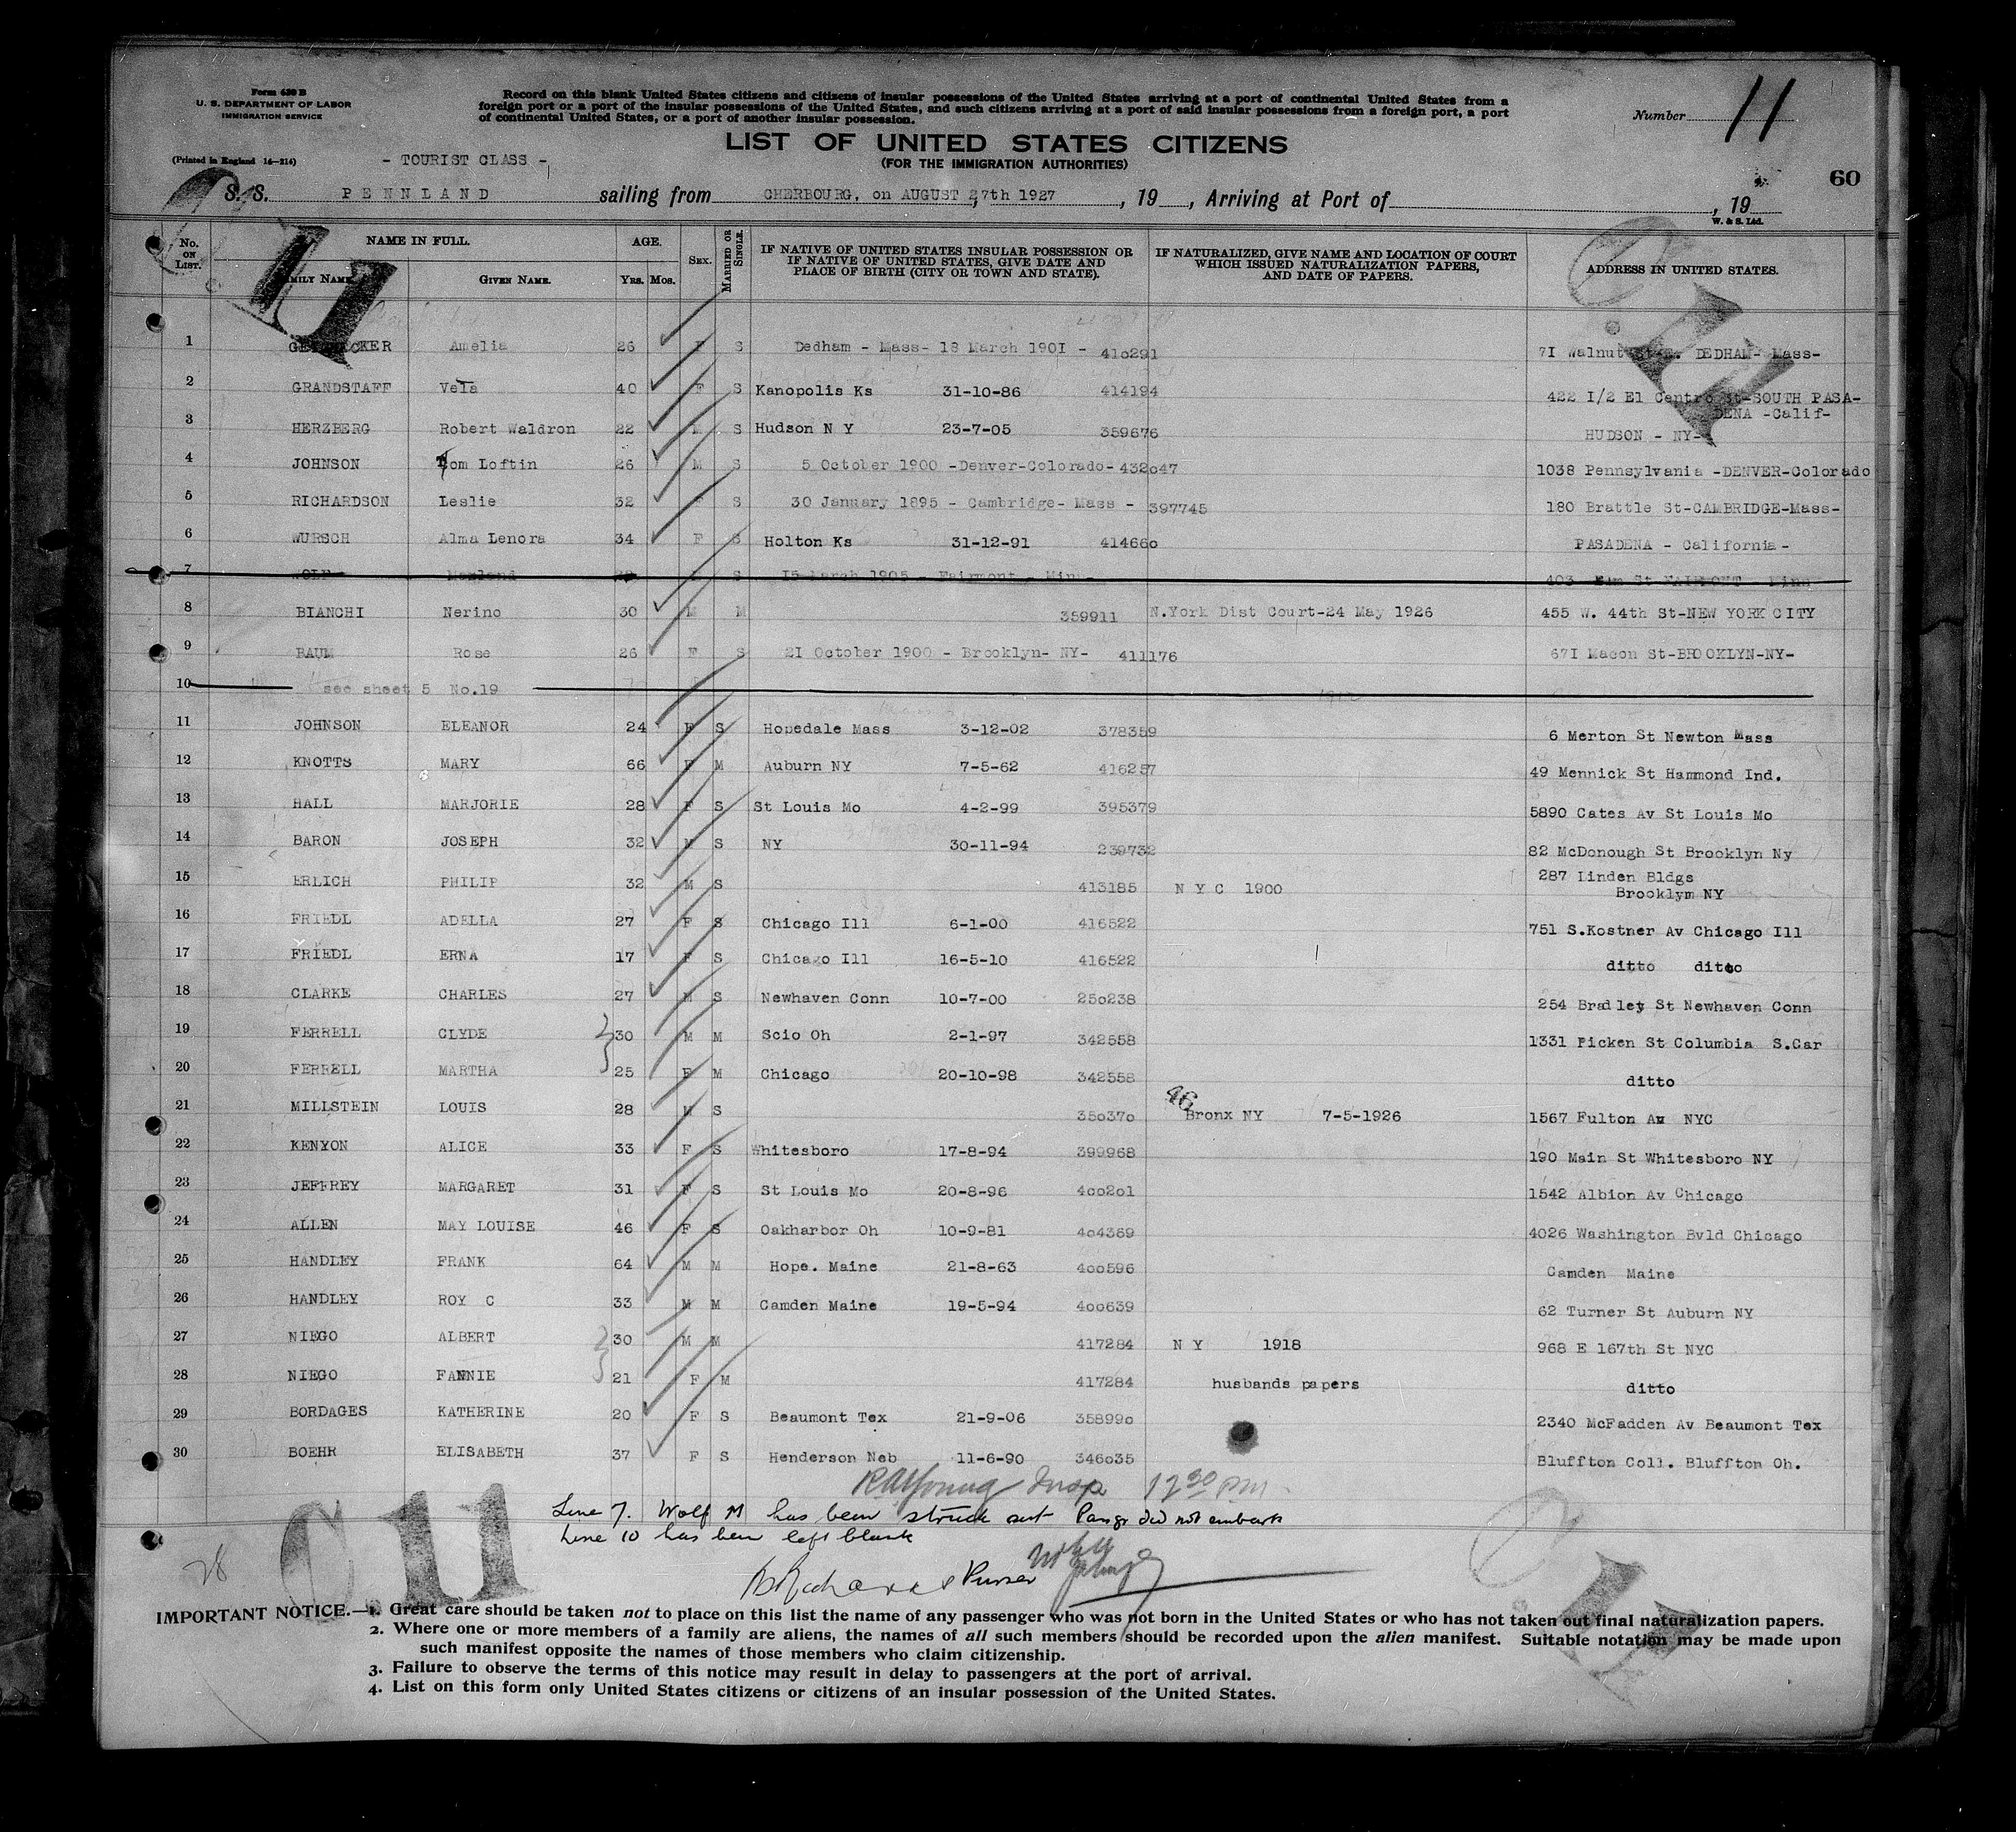 Form 630 B
U. S. DEPARTMENT OF LABOR
IMMIGRATION SERVICE
(Printed in England 16—214)
Record on this blank United States citizens and citizens of insular possessions of the United States arriving at a port of continental United States from a
foreign port or a port of the insular possessions of the United States, and such citizens arriving at a port of said insular possessions from a foreign port, a port
of continental United States, or a port of another insular possession.
Number 11
LIST OF UNITED STATES CITIZENS
(FOR THE IMMIGRATION AUTHORITIES)
- TOURIST CLASS -
60
S. S. PENNLAND sailing from CHERBOURG, on AUGUST 27th 1927, 19 , Arriving at Port of , 19
W. & S. Ltd.
No. ON LIST. NAME IN FULL. FAMILY NAME GIVEN NAME. AGE. YRS. MOS. SEX. MARRIED OR SINGLE. IF NATIVE OF UNITED STATES INSULAR POSSESSION OR IF NATIVE OF UNITED STATES, GIVE DATE AND PLACE OF BIRTH (CITY OR TOWN AND STATE). IF NATURALIZED, GIVE NAME AND LOCATION OF COURT WHICH ISSUED NATURALIZATION PAPERS, AND DATE OF PAPERS. ADDRESS IN UNITED STATES.
1 Amelia 26 F S Dedham - Mass- 18 March 1901 - 410291 71 Walnut St DEDHAM- Mass-
2 GRANDSTAFF Vela 40 F S Kanopolis Ks 31-10-86 414194 422 1/2 El Centro St-SOUTH PASA-
DENA -Calif-
3 HERZBERG Robert Waldron 22 M S Hudson N Y 23-7-05 359676 HUDSON - NY-
4 JOHNSON Tom Loftin 26 M S 5 October 1900 -Denver-Colorado- 432047 1038 Pennsylvania -DENVER-Colorado
5 RICHARDSON Leslie 32 F S 30 January 1895 - Cambridge- Mass - 397745 180 Brattle St-CAMBRIDGE-Mass-
6 WURSCH Alma Lenora 34 F S Holton Ks 31-12-91 414660 PASADENA - California-
7 WOLF S 15 March 1905 - Fairmont - Minn- 403 Elm St FAIRMONT Minn
8 BIANCHI Nerino 30 M M 359911 N.York Dist Court-24 May 1926 455 W. 44th St-NEW YORK CITY
9 BAUM Rose 26 F S 21 October 1900 - Brooklyn- NY- 411176 671 Macon St-BROOKLYN-NY-
10 see sheet 5 No.19
11 JOHNSON ELEANOR 24 F S Hopedale Mass 3-12-02 378359 6 Merton St Newton Mass
12 KNOTTS MARY 66 F M Auburn NY 7-5-62 416257 49 Mennick St Hammond Ind.
13 HALL MARJORIE 28 F S St Louis Mo 4-2-99 395379 5890 Cates Av St Louis Mo
14 BARON JOSEPH 32 M S NY 30-11-94 239732 82 McDonough St Brooklyn Ny
15 ERLICH PHILIP 32 M S 413185 N Y C 1900 287 Linden Bldgs
Brooklym NY
16 FRIEDL ADELLA 27 F S Chicago Ill 6-1-00 416522 751 S.Kostner Av Chicago Ill
17 FRIEDL ERNA 17 F S Chicago Ill 16-5-10 416522 ditto ditto
18 CLARKE CHARLES 27 M S Newhaven Conn 10-7-00 250238 254 Bradley St Newhaven Conn
19 FERRELL CLYDE 30 M M Scio Oh 2-1-97 342558 1331 Picken St Columbia S.Car
20 FERRELL MARTHA 25 F M Chicago 20-10-98 342558 ditto
21 MILLSTEIN LOUIS 28 M S 350370 46 Bronx NY 7-5-1926 1567 Fulton Av NYC
22 KENYON ALICE 33 F S Whitesboro 17-8-94 399968 190 Main St Whitesboro NY
23 JEFFREY MARGARET 31 F S St Louis Mo 20-8-96 400201 1542 Albion Av Chicago
24 ALLEN MAY LOUISE 46 F S Oakharbor Oh 10-9-81 404369 4026 Washington Bvld Chicago
25 HANDLEY FRANK 64 M M Hope. Maine 21-8-63 400596 Camden Maine
26 HANDLEY ROY C 33 M M Camden Maine 19-5-94 400639 62 Turner St Auburn NY
27 NIEGO ALBERT 30 M M 417284 N Y 1918 968 E 167th St NYC
28 NIEGO FANNIE 21 F M 417284 husbands papers ditto
29 BORDAGES KATHERINE 20 F S Beaumont Tex 21-9-06 358990 2340 McFadden Av Beaumont Tex
30 BOEHR ELISABETH 37 F S Henderson Neb 11-6-90 346035 Bluffton Coll. Bluffton Oh.
RAYoung Insp 12 30 PM
Line 7. Wolf M has been struck out Pasgr did not embark
Line 10 has been left blank
Purser
28
IMPORTANT NOTICE.—1. Great care should be taken not to place on this list the name of any passenger who was not born in the United States or who has not taken out final naturalization papers.
2. Where one or more members of a family are aliens, the names of all such members should be recorded upon the alien manifest. Suitable notation may be made upon
such manifest opposite the names of those members who claim citizenship.
3. Failure to observe the terms of this notice may result in delay to passengers at the port of arrival.
4. List on this form only United States citizens or citizens of an insular possession of the United States.